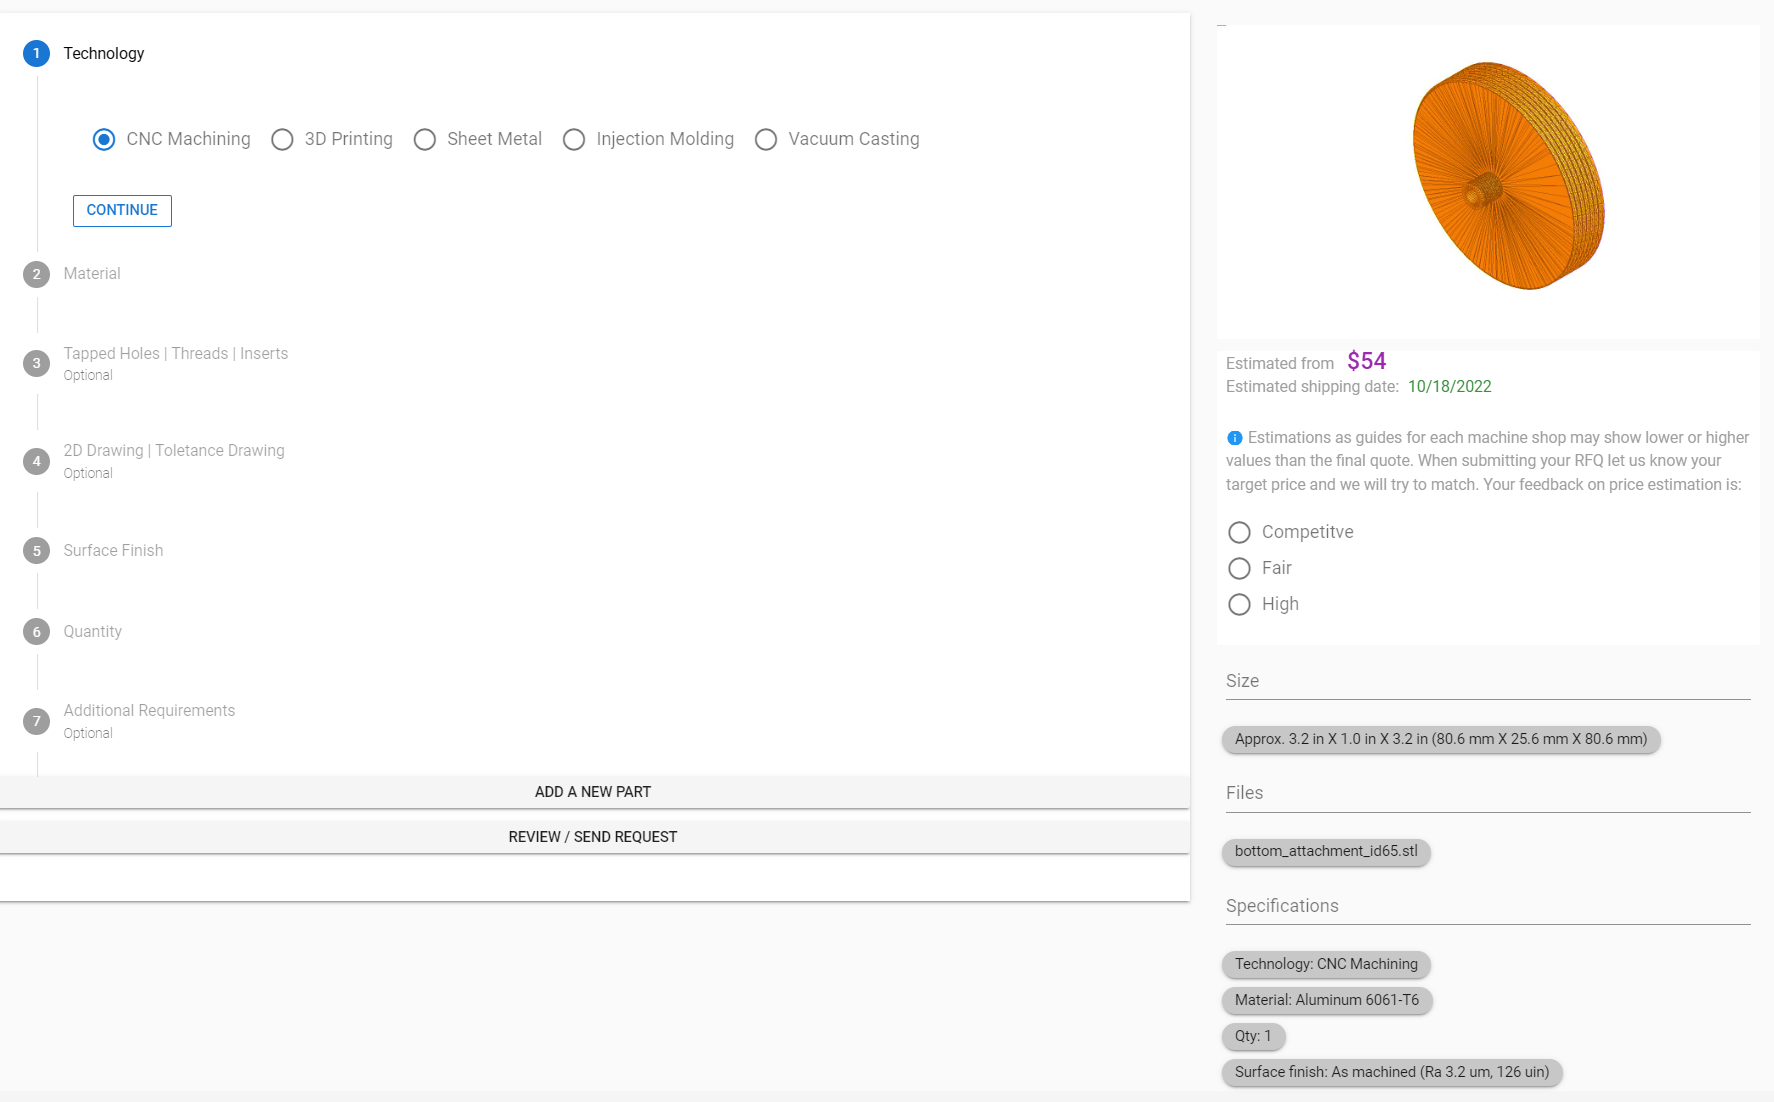 1 Technology
CNC Machining 3D Printing Sheet Metal Injection Molding Vacuum Casting
CONTINUE
2 Material
3 Tapped Holes | Threads | Inserts
Optional
4 2D Drawing | Toletance Drawing
Optional
5 Surface Finish
6 Quantity
7 Additional Requirements
Optional
ADD A NEW PART
REVIEW / SEND REQUEST
Estimated from $54
Estimated shipping date: 10/18/2022
Estimations as guides for each machine shop may show lower or higher
values than the final quote. When submitting your RFQ let us know your
target price and we will try to match. Your feedback on price estimation is:
Competitve
Fair
High
Size
Approx. 3.2 in X 1.0 in X 3.2 in (80.6 mm X 25.6 mm X 80.6 mm)
Files
bottom_attachment_id65.stl
Specifications
Technology: CNC Machining
Material: Aluminum 6061-T6
Qty: 1
Surface finish: As machined (Ra 3.2 um, 126 uin)